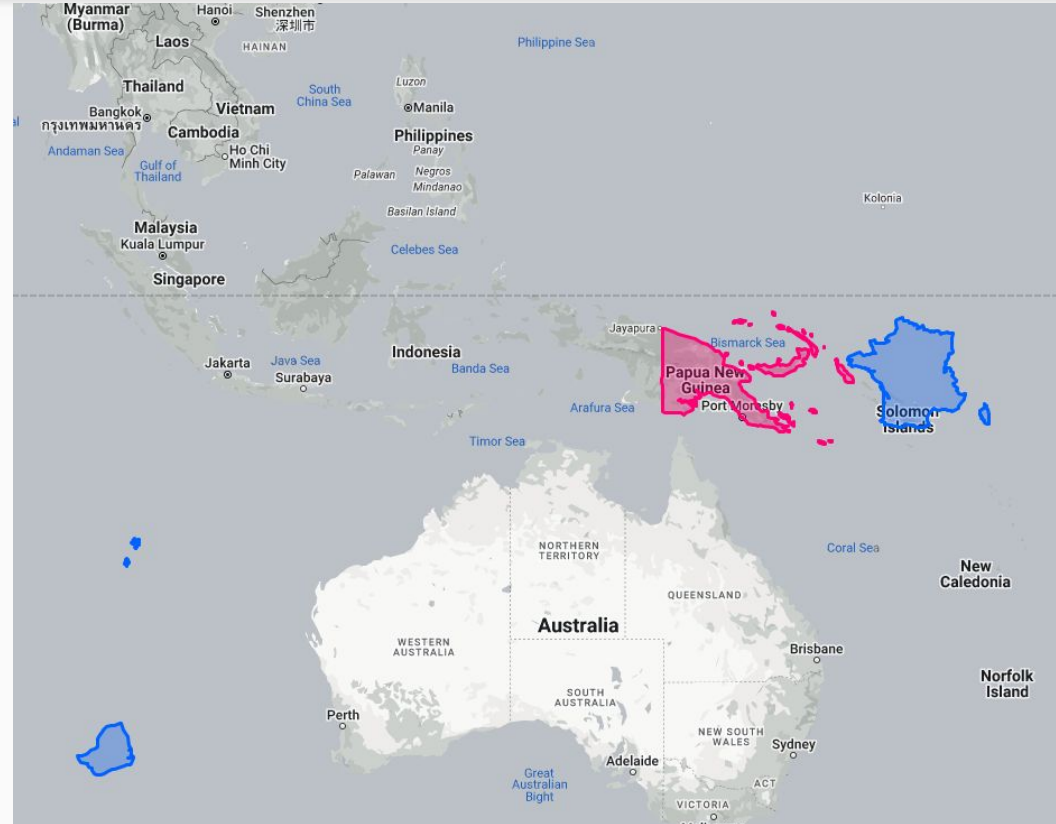 Myanmar
(Burma)
Hanoi
Shenzhen
深圳市
Laos
HAINAN
Philippine Sea
Thailand
Luzon
South
China Sea
Bangkok
กรุงเทพมหานคร
Vietnam
Manila
Cambodia
Philippines
Andaman Sea
Ho Chi
Minh City
Panay
Gulf of
Thailand
Palawan
Negros
Mindanao
Kolonia
Basilan Island
Malaysia
Kuala Lumpur
Celebes Sea
Singapore
Jayapura
Bismarck Sea
Indonesia
Jakarta
Java Sea
Surabaya
Banda Sea
Papua New
Guinea
Arafura Sea
Port Moresby
Solomon
Islands
Timor Sea
NORTHERN
TERRITORY
Coral Sea
New
Caledonia
QUEENSLAND
Australia
WESTERN
AUSTRALIA
Brisbane
Norfolk
Island
SOUTH
AUSTRALIA
Perth
NEW SOUTH
WALES
Sydney
Adelaide
Great
Australian
Bight
ACT
VICTORIA